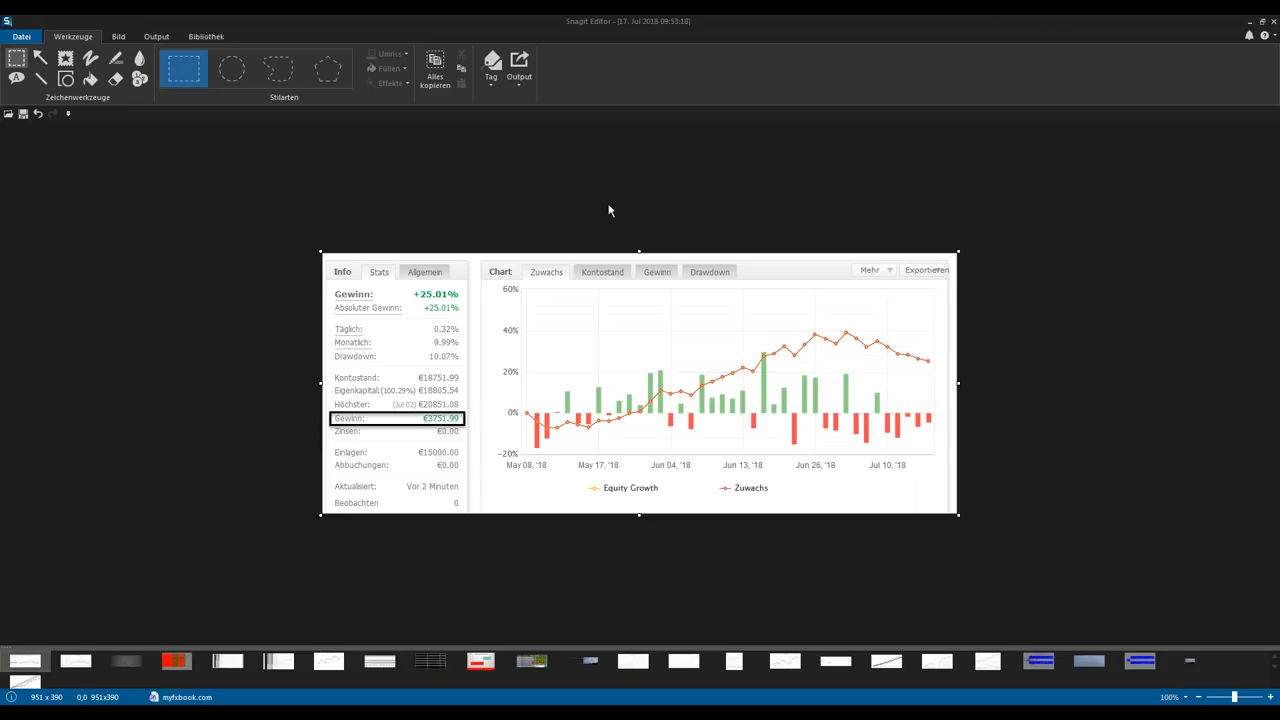 Snagit Editor - [17. Jul 2018 09:53:18]
Datei Werkzeuge Bild Output Bibliothek
Umriss
Füllen
Effekte
Alles kopieren
Tag
Output
Zeichenwerkzeuge
Stilarten
Info Stats Allgemein
Gewinn: +25.01%
Absoluter Gewinn: +25.01%
Täglich: 0.32%
Monatlich: 9.99%
Drawdown: 10.07%
Kontostand: €18751.99
Eigenkapital: (100.29%) €18805.54
Höchster: (Jul 02) €20851.08
Gewinn: €3751.99
Zinsen: €0.00
Einlagen: €15000.00
Abbuchungen: €0.00
Aktualisiert: Vor 2 Minuten
Beobachten 0
Chart Zuwachs Kontostand Gewinn Drawdown Mehr Exportieren
60%
40%
20%
0%
-20%
May 08, '18 May 17, '18 Jun 04, '18 Jun 13, '18 Jun 26, '18 Jul 10, '18
Equity Growth Zuwachs
951 x 390 0,0 951x390 myfxbook.com 100%